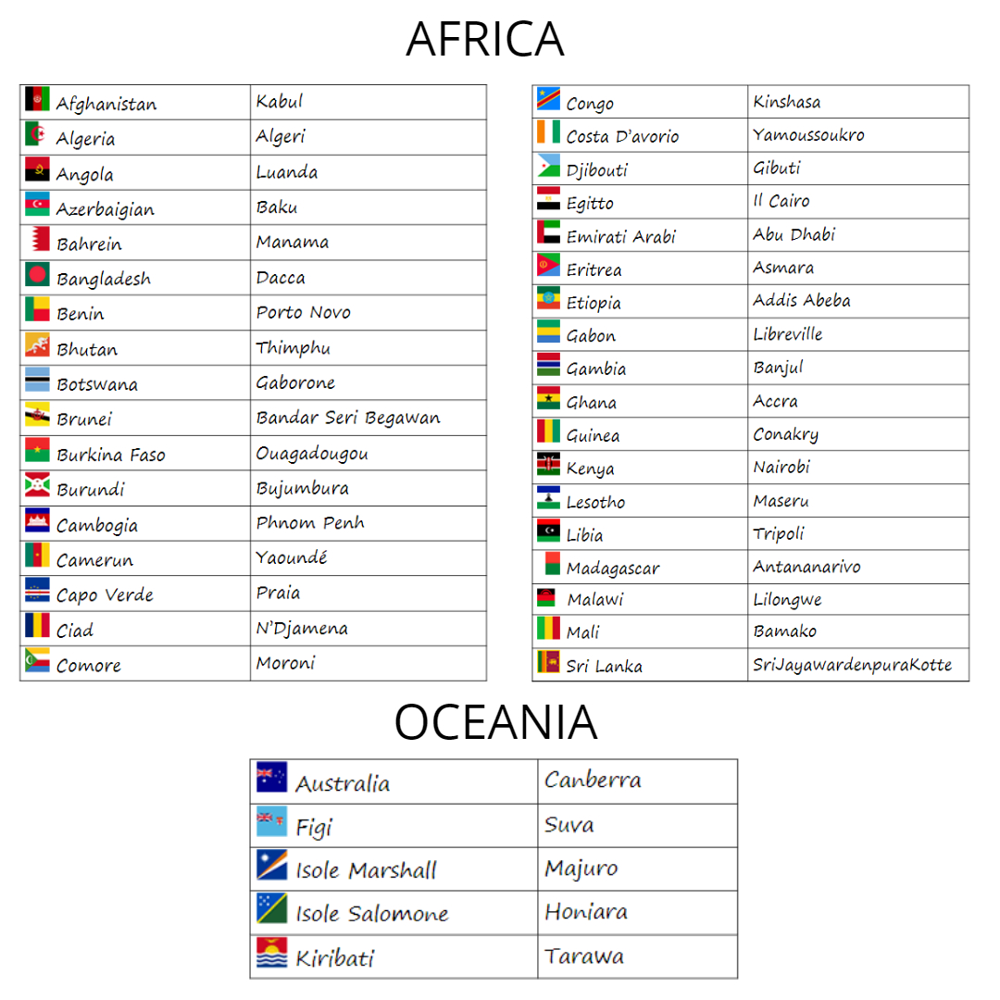 AFRICA
Afghanistan Kabul
Algeria Algeri
Angola Luanda
Azerbaigian Baku
Bahrein Manama
Bangladesh Dacca
Benin Porto Novo
Bhutan Thimphu
Botswana Gaborone
Brunei Bandar Seri Begawan
Burkina Faso Ouagadougou
Burundi Bujumbura
Cambogia Phnom Penh
Camerun Yaoundé
Capo Verde Praia
Ciad N'Djamena
Comore Moroni
Congo Kinshasa
Costa D'avorio Yamoussoukro
Djibouti Gibuti
Egitto Il Cairo
Emirati Arabi Abu Dhabi
Eritrea Asmara
Etiopia Addis Abeba
Gabon Libreville
Gambia Banjul
Ghana Accra
Guinea Conakry
Kenya Nairobi
Lesotho Maseru
Libia Tripoli
Madagascar Antananarivo
Malawi Lilongwe
Mali Bamako
Sri Lanka SriJayawardenpuraKotte
OCEANIA
Australia Canberra
Figi Suva
Isole Marshall Majuro
Isole Salomone Honiara
Kiribati Tarawa